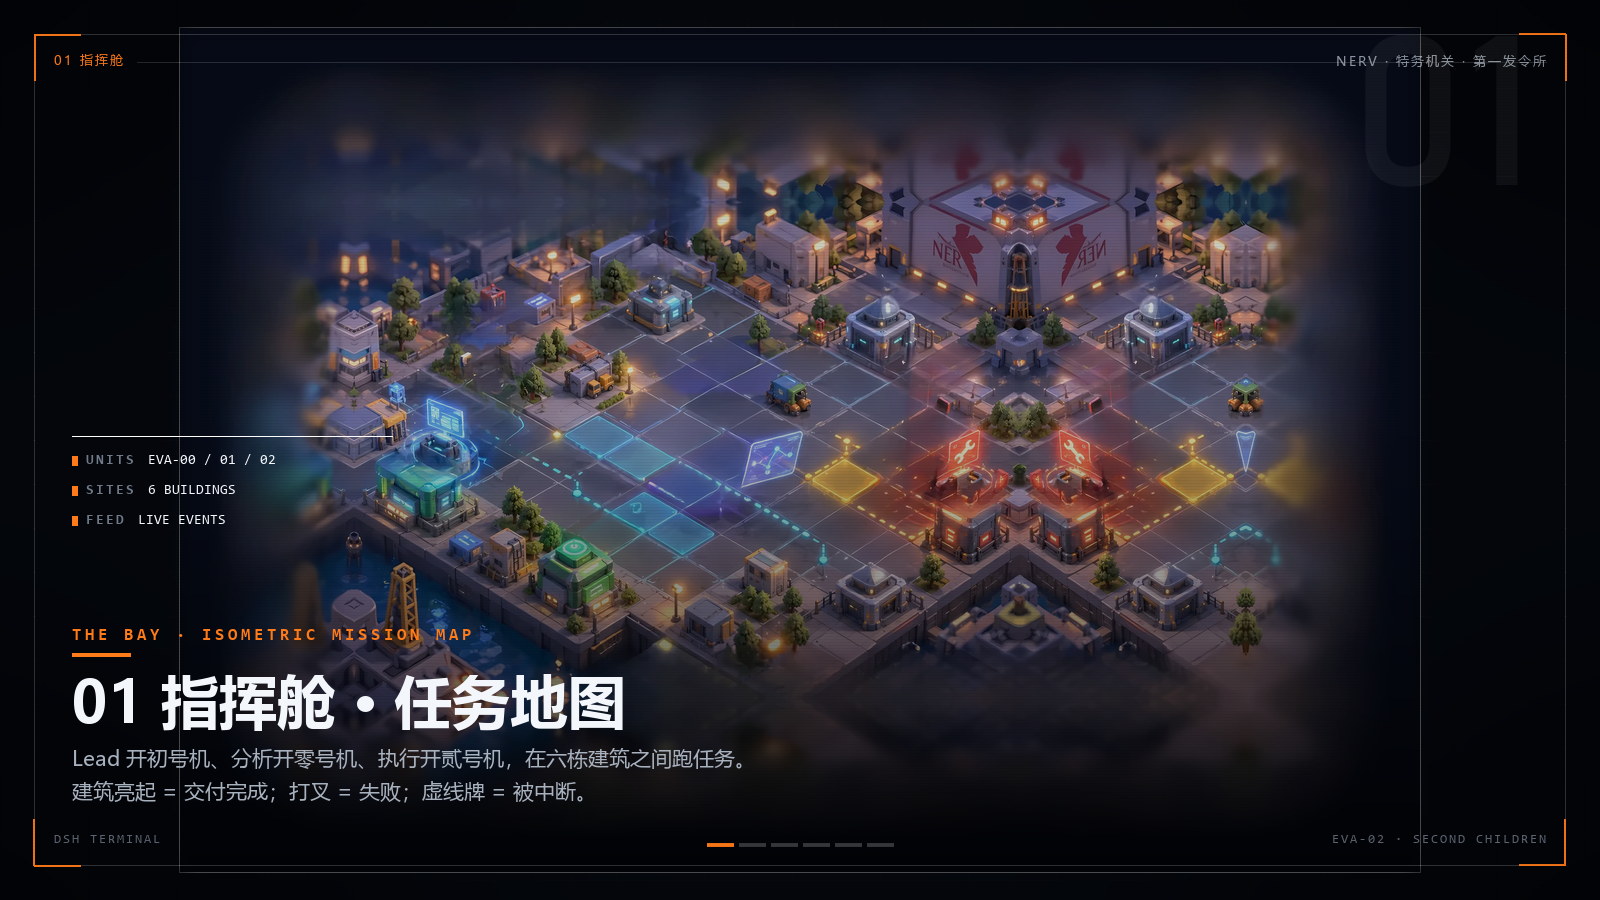 01 指挥舱
NERV · 特务机关 · 第一发令所
01
NERV
UNITS EVA-00 / 01 / 02
SITES 6 BUILDINGS
FEED LIVE EVENTS
THE BAY · ISOMETRIC MISSION MAP
01 指挥舱 · 任务地图
Lead 开初号机、分析开零号机、执行开贰号机，在六栋建筑之间跑任务。
建筑亮起 = 交付完成；打叉 = 失败；虚线牌 = 被中断。
DSH TERMINAL
EVA-02 · SECOND CHILDREN